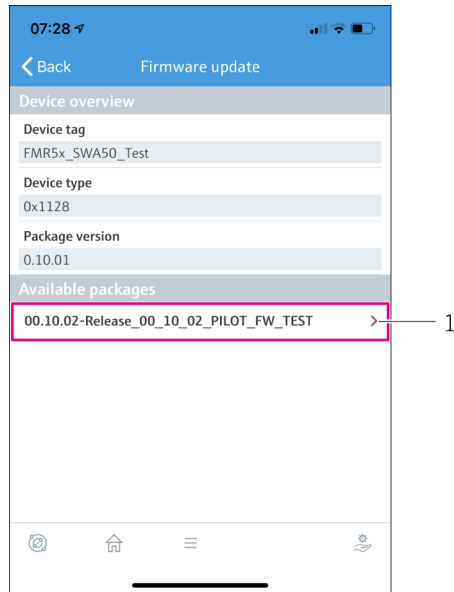 07:28
Back
Firmware update
Device overview
Device tag
FMR5x_SWA50_Test
Device type
0x1128
Package version
0.10.01
Available packages
00.10.02-Release_00_10_02_PILOT_FW_TEST
1